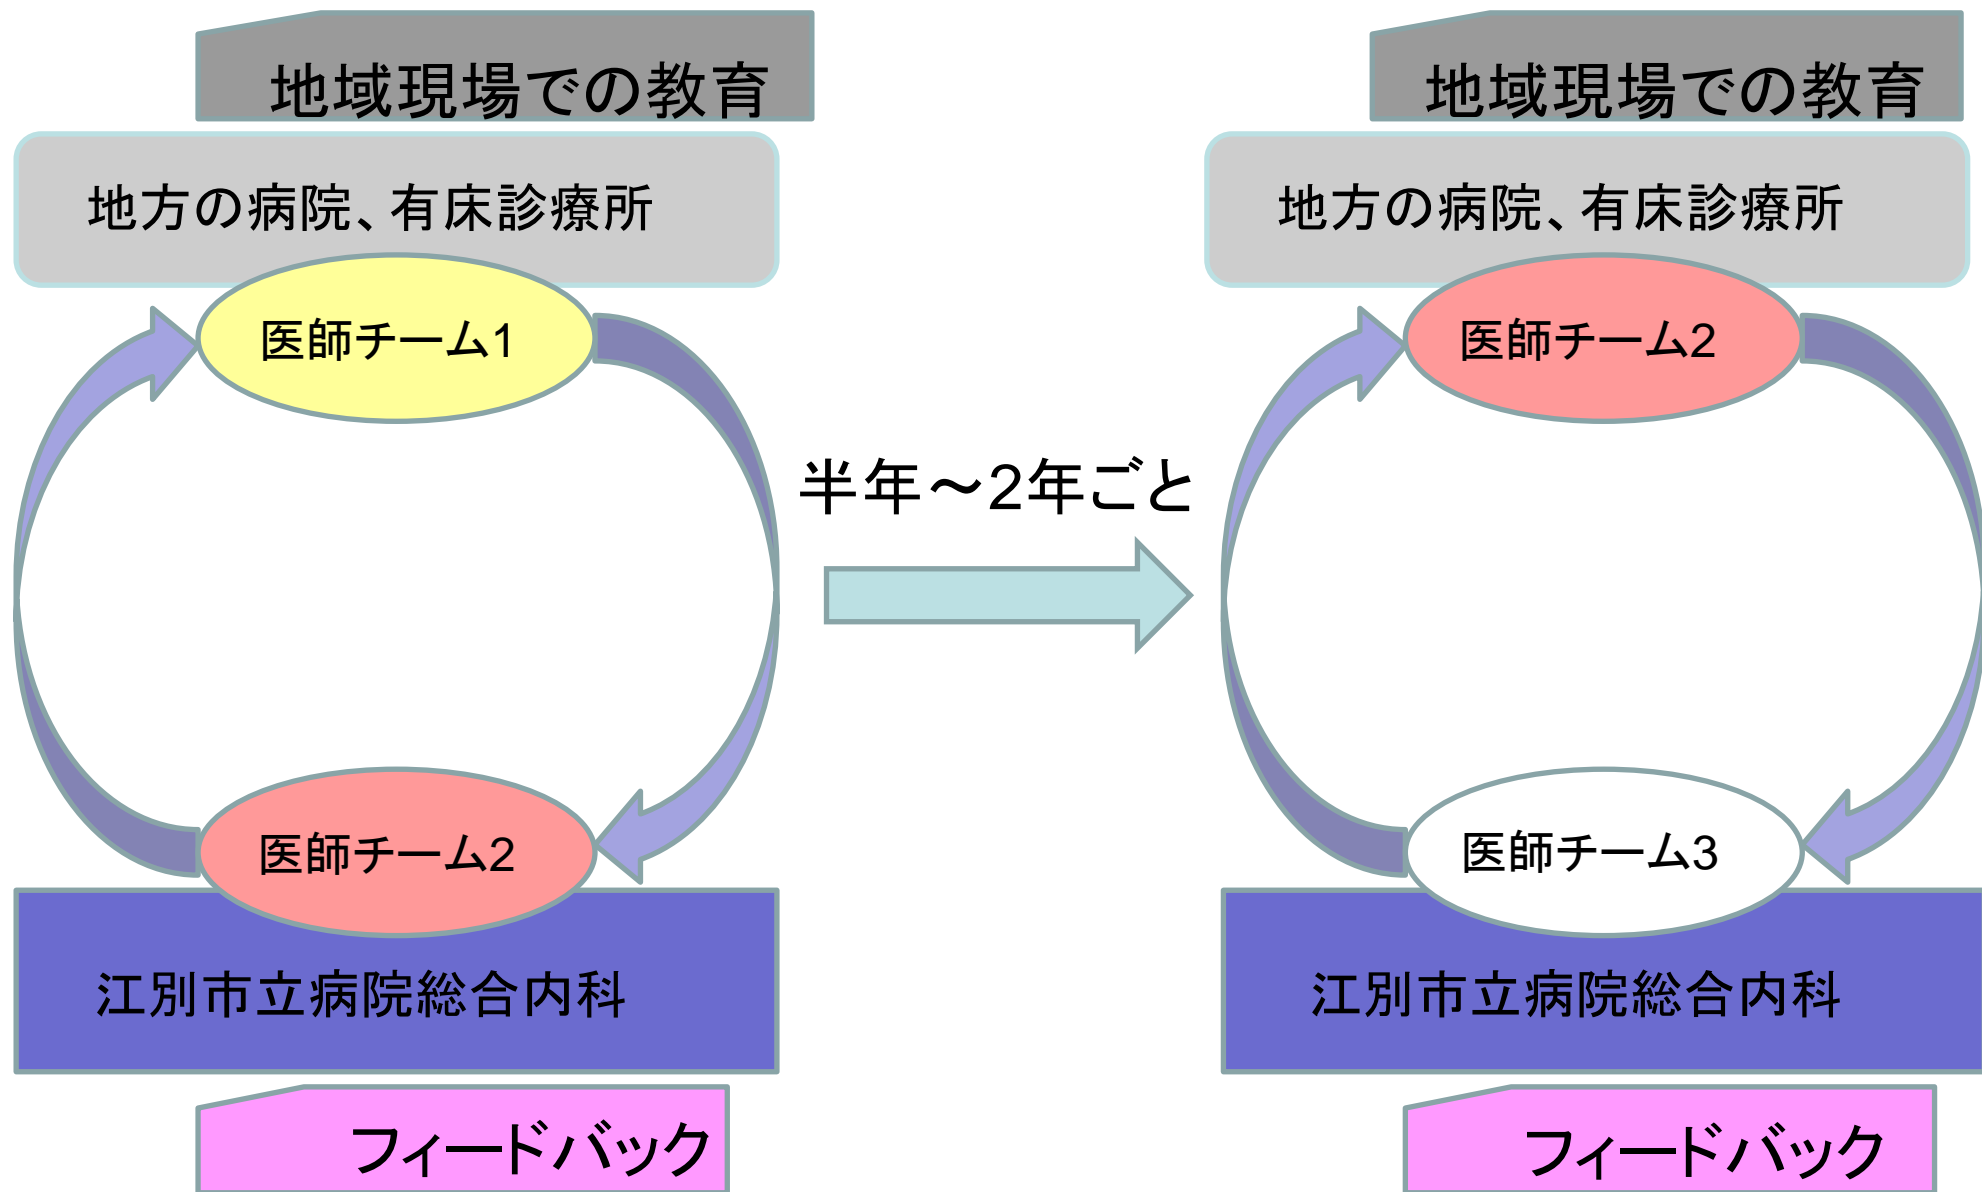 地域現場での教育
地方の病院、有床診療所
医師チーム1
医師チーム2
江別市立病院総合内科
フィードバック
半年～2年ごと
地域現場での教育
地方の病院、有床診療所
医師チーム2
医師チーム3
江別市立病院総合内科
フィードバック